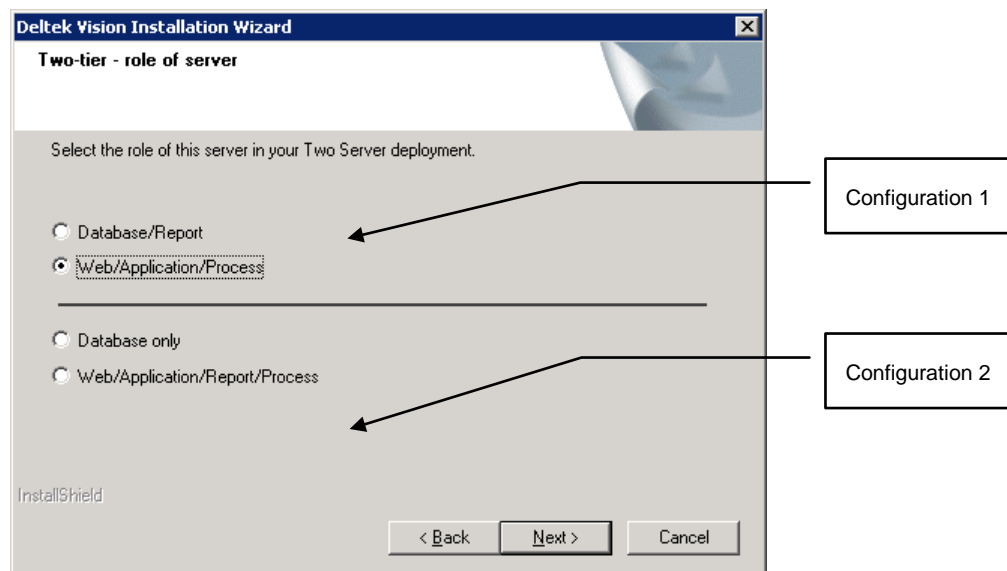 Deltek Vision Installation Wizard
Two-tier - role of server
Select the role of this server in your Two Server deployment.
Configuration 1
Database/Report
Web/Application/Process
Database only
Configuration 2
Web/Application/Report/Process
InstallShield
< Back
Next >
Cancel